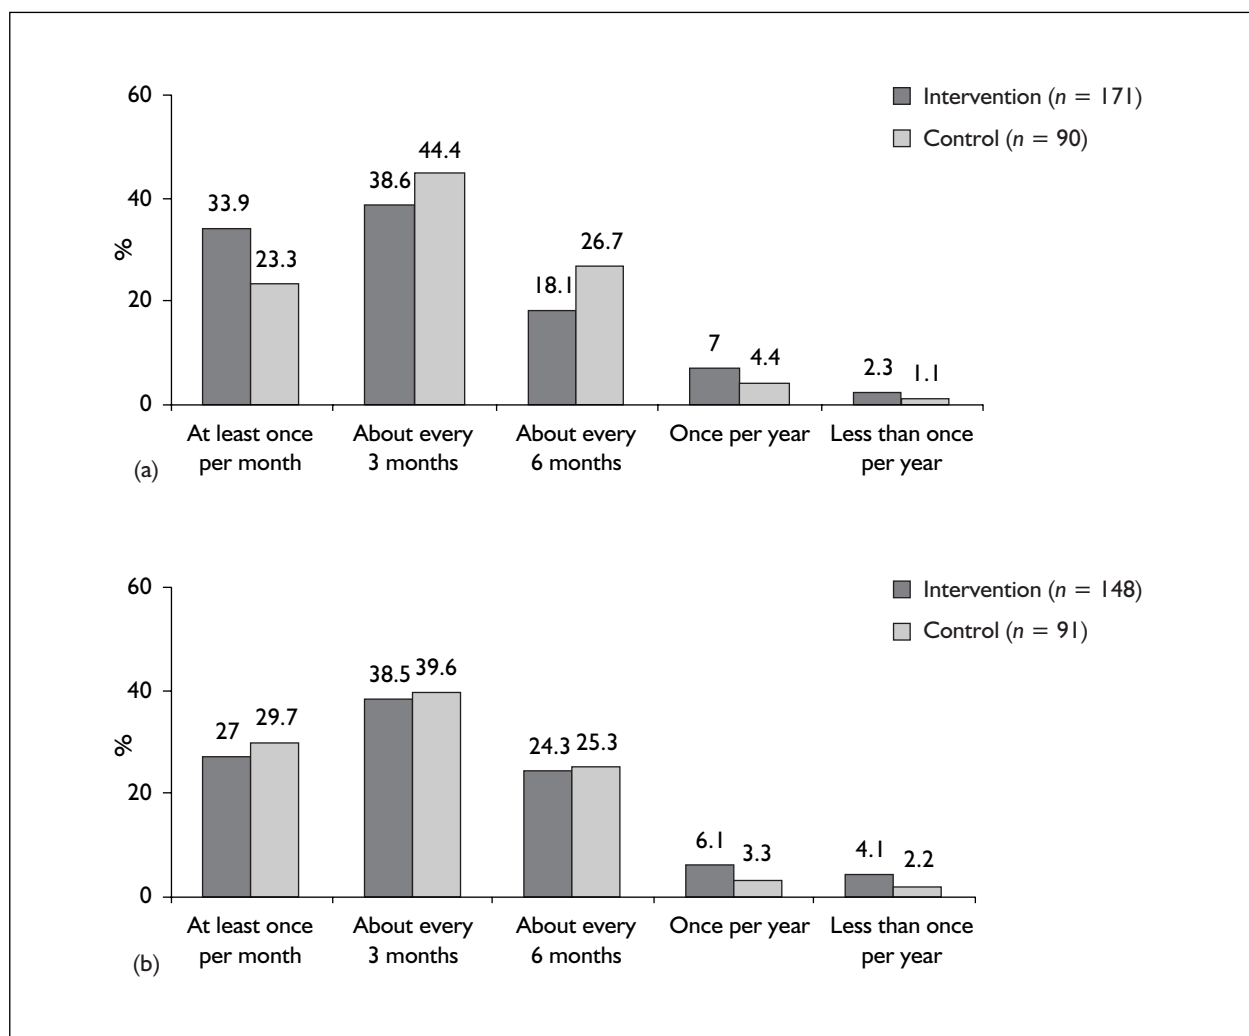 60
Intervention (n = 171)
Control (n = 90)
44.4
40
38.6
33.9
%
26.7
23.3
20
18.1
7
4.4
2.3
1.1
0
At least once
per month
About every
3 months
About every
6 months
Once per year
Less than once
per year
(a)
60
Intervention (n = 148)
Control (n = 91)
40
38.5
39.6
%
27
29.7
24.3
25.3
20
6.1
3.3
4.1
2.2
0
At least once
per month
About every
3 months
About every
6 months
Once per year
Less than once
per year
(b)